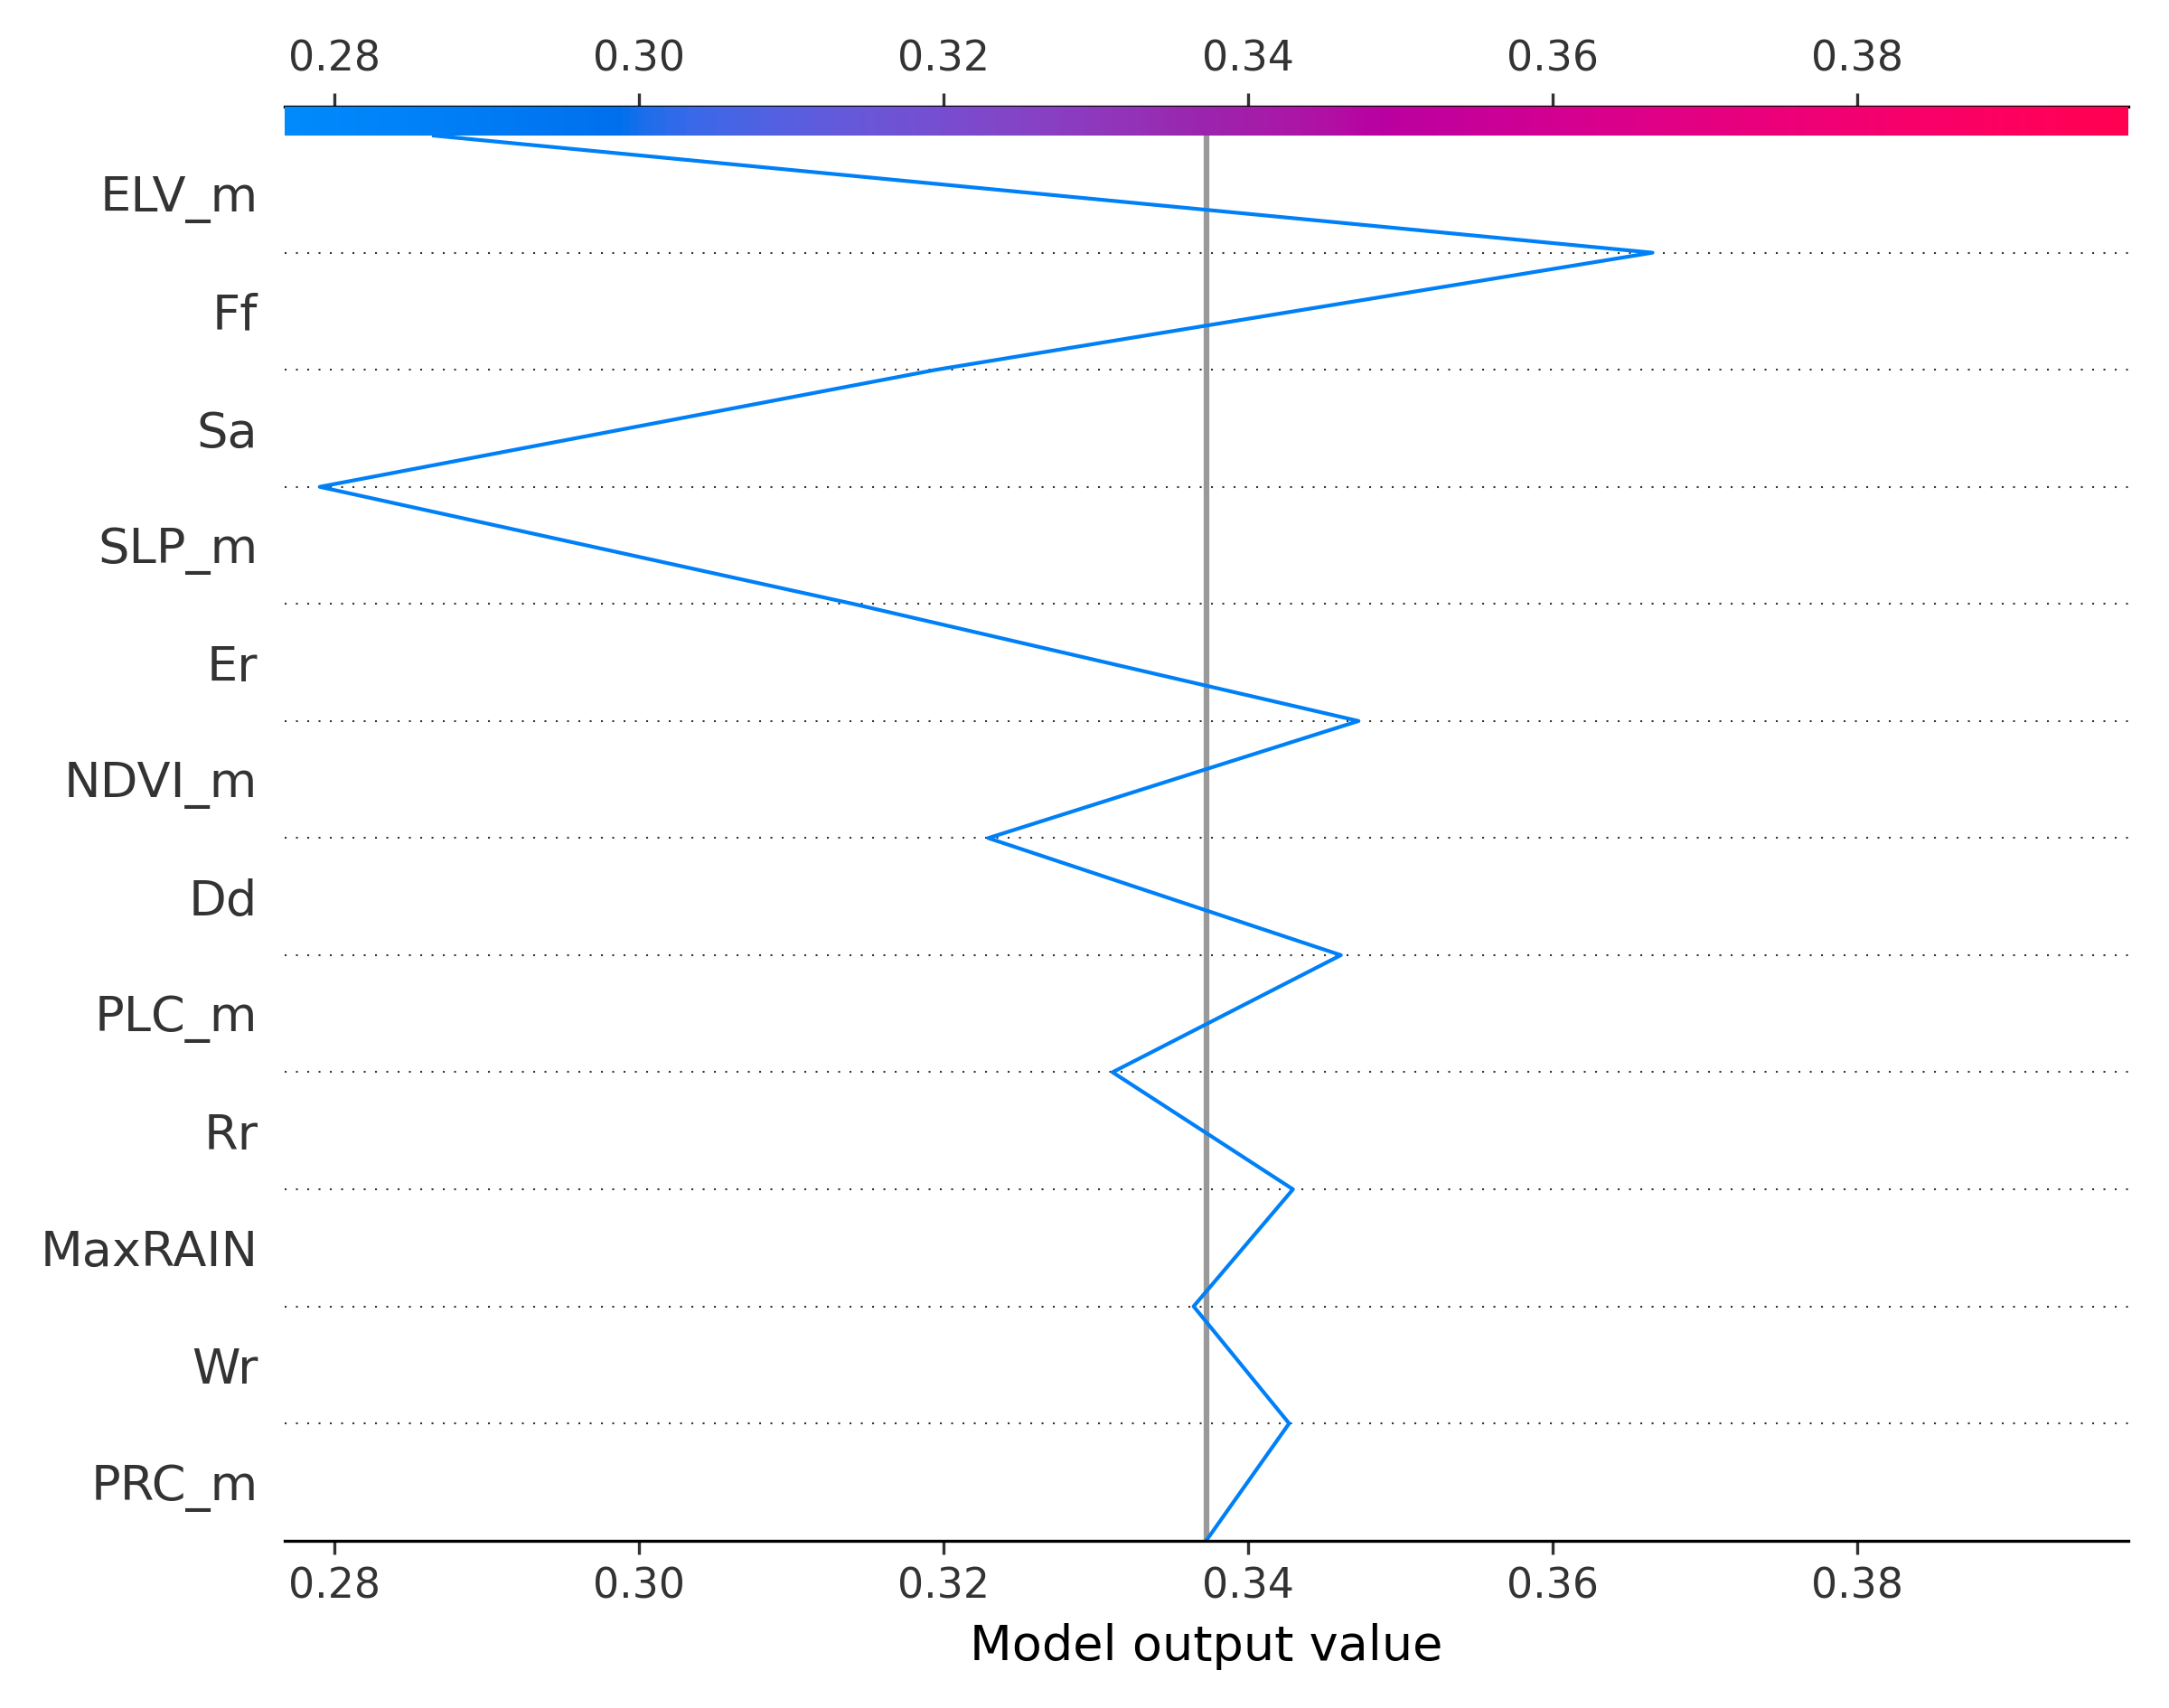 0.28 0.30 0.32 0.34 0.36 0.38
ELV_m
Ff
Sa
SLP_m
Er
NDVI_m
Dd
PLC_m
Rr
MaxRAIN
Wr
PRC_m
0.28 0.30 0.32 0.34 0.36 0.38
Model output value